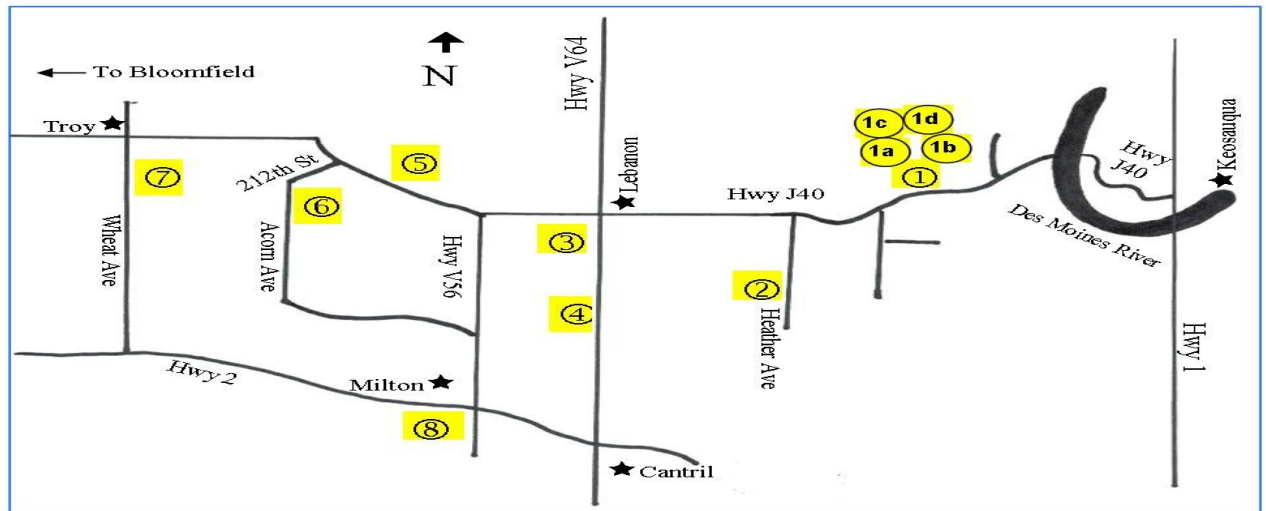 To Bloomfield
N
Hwy V64
Troy
212th St
⑤
1c
1d
1a
1b
①
Hwy
J40
Keosauqua
⑦
⑥
Lebanon
Hwy J40
Des Moines River
Wheat Ave
Acorn Ave
Hwy V56
③
②
④
Heather Ave
Hwy 1
Hwy 2
Milton
⑧
Cantril